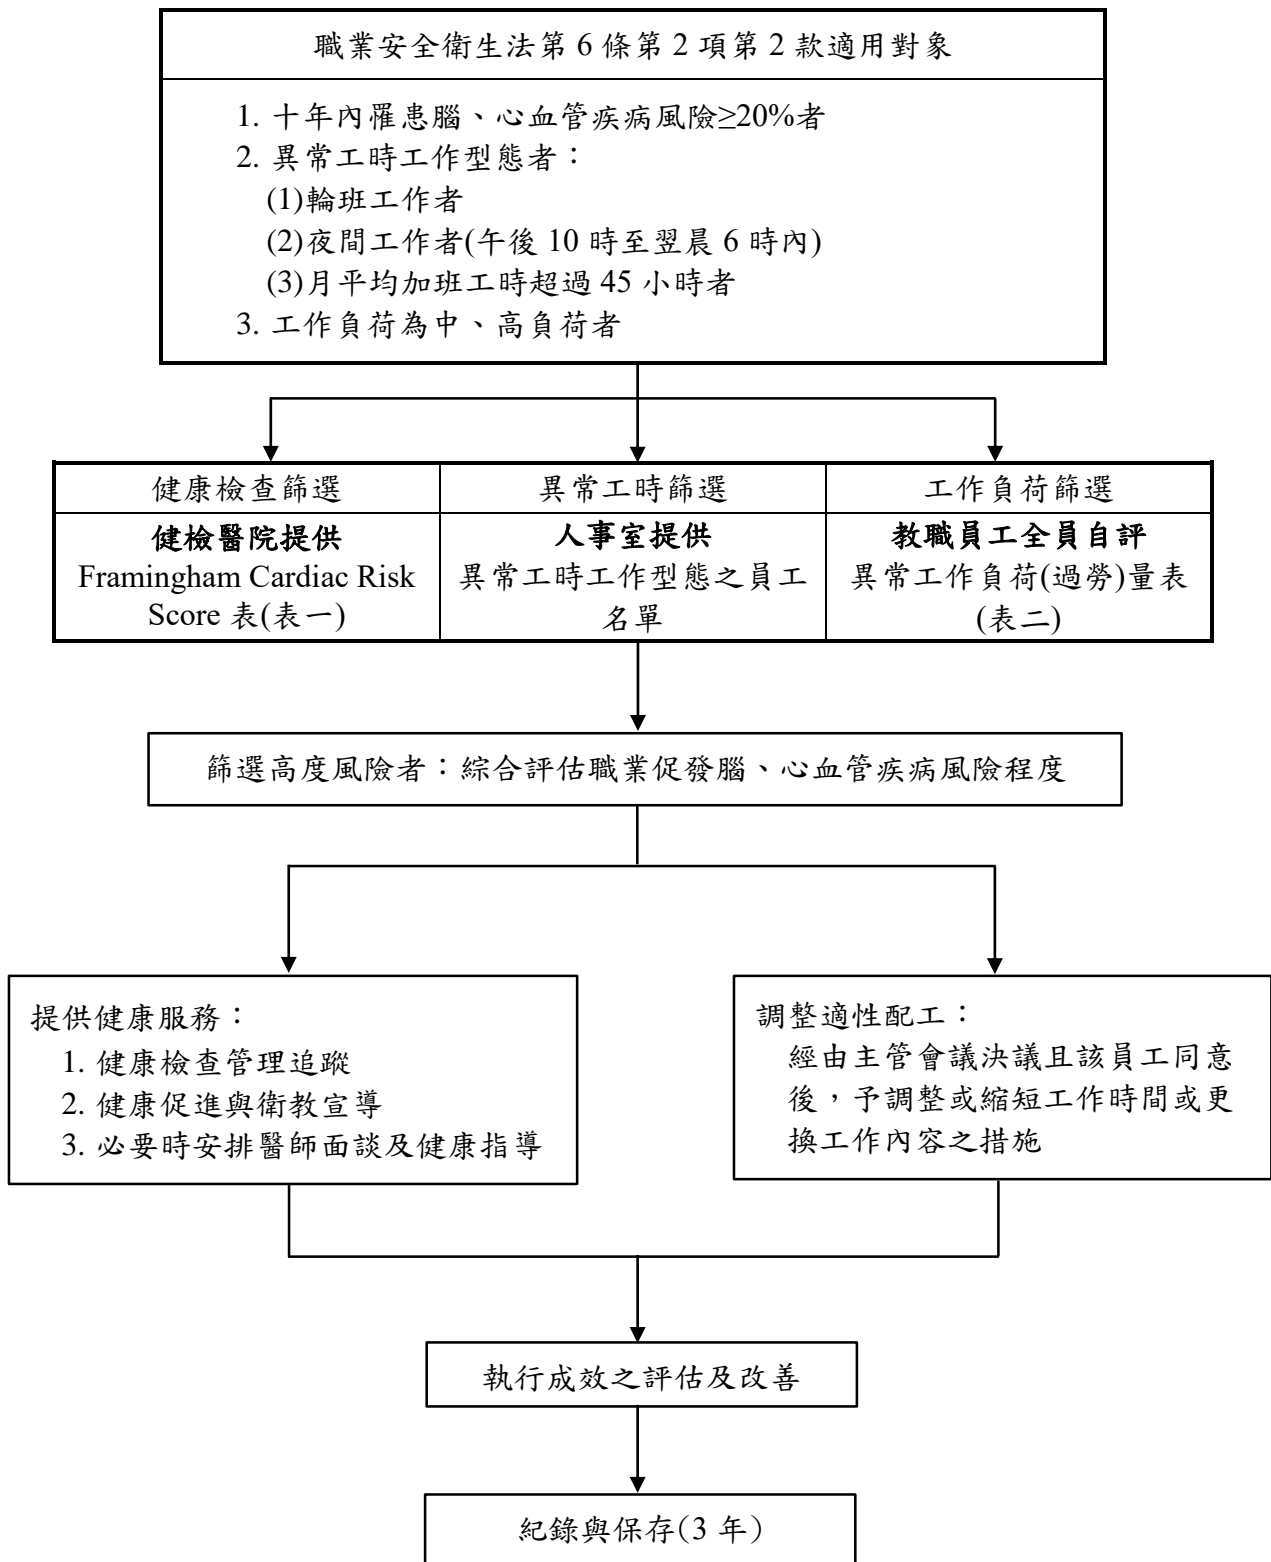 職業安全衛生法第 6 條第 2 項第 2 款適用對象
1. 十年內罹患腦、心血管疾病風險≥20%者
2. 異常工時工作型態者：
(1)輪班工作者
(2)夜間工作者(午後 10 時至翌晨 6 時內)
(3)月平均加班工時超過 45 小時者
3. 工作負荷為中、高負荷者
健康檢查篩選
健檢醫院提供
Framingham Cardiac Risk
Score 表(表一)
異常工時篩選
人事室提供
異常工時工作型態之員工
名單
工作負荷篩選
教職員工全員自評
異常工作負荷(過勞)量表
(表二)
篩選高度風險者：綜合評估職業促發腦、心血管疾病風險程度
提供健康服務：
1. 健康檢查管理追蹤
2. 健康促進與衛教宣導
3. 必要時安排醫師面談及健康指導
調整適性配工：
經由主管會議決議且該員工同意
後，予調整或縮短工作時間或更
換工作內容之措施
執行成效之評估及改善
紀錄與保存(3 年)